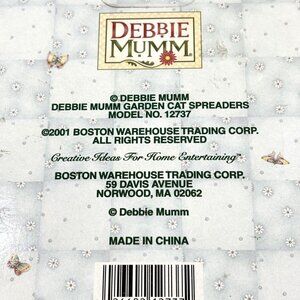 DEBBIE
MUMM®
© DEBBIE MUMM
DEBBIE MUMM GARDEN CAT SPREADERS
MODEL NO. 12737
©2001 BOSTON WAREHOUSE TRADING CORP.
ALL RIGHTS RESERVED
Creative Ideas For Home Entertaining™
BOSTON WAREHOUSE TRADING CORP.
59 DAVIS AVENUE
NORWOOD, MA 02062
© Debbie Mumm
MADE IN CHINA